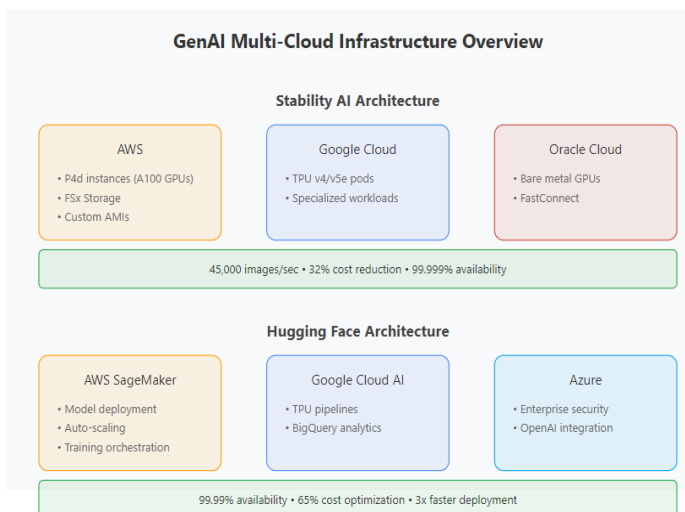 GenAI Multi-Cloud Infrastructure Overview
Stability AI Architecture
AWS
• P4d instances (A100 GPUs)
• FSx Storage
• Custom AMIs
Google Cloud
• TPU v4/v5e pods
• Specialized workloads
Oracle Cloud
• Bare metal GPUs
• FastConnect
45,000 images/sec • 32% cost reduction • 99.999% availability
Hugging Face Architecture
AWS SageMaker
• Model deployment
• Auto-scaling
• Training orchestration
Google Cloud AI
• TPU pipelines
• BigQuery analytics
Azure
• Enterprise security
• OpenAI integration
99.99% availability • 65% cost optimization • 3x faster deployment